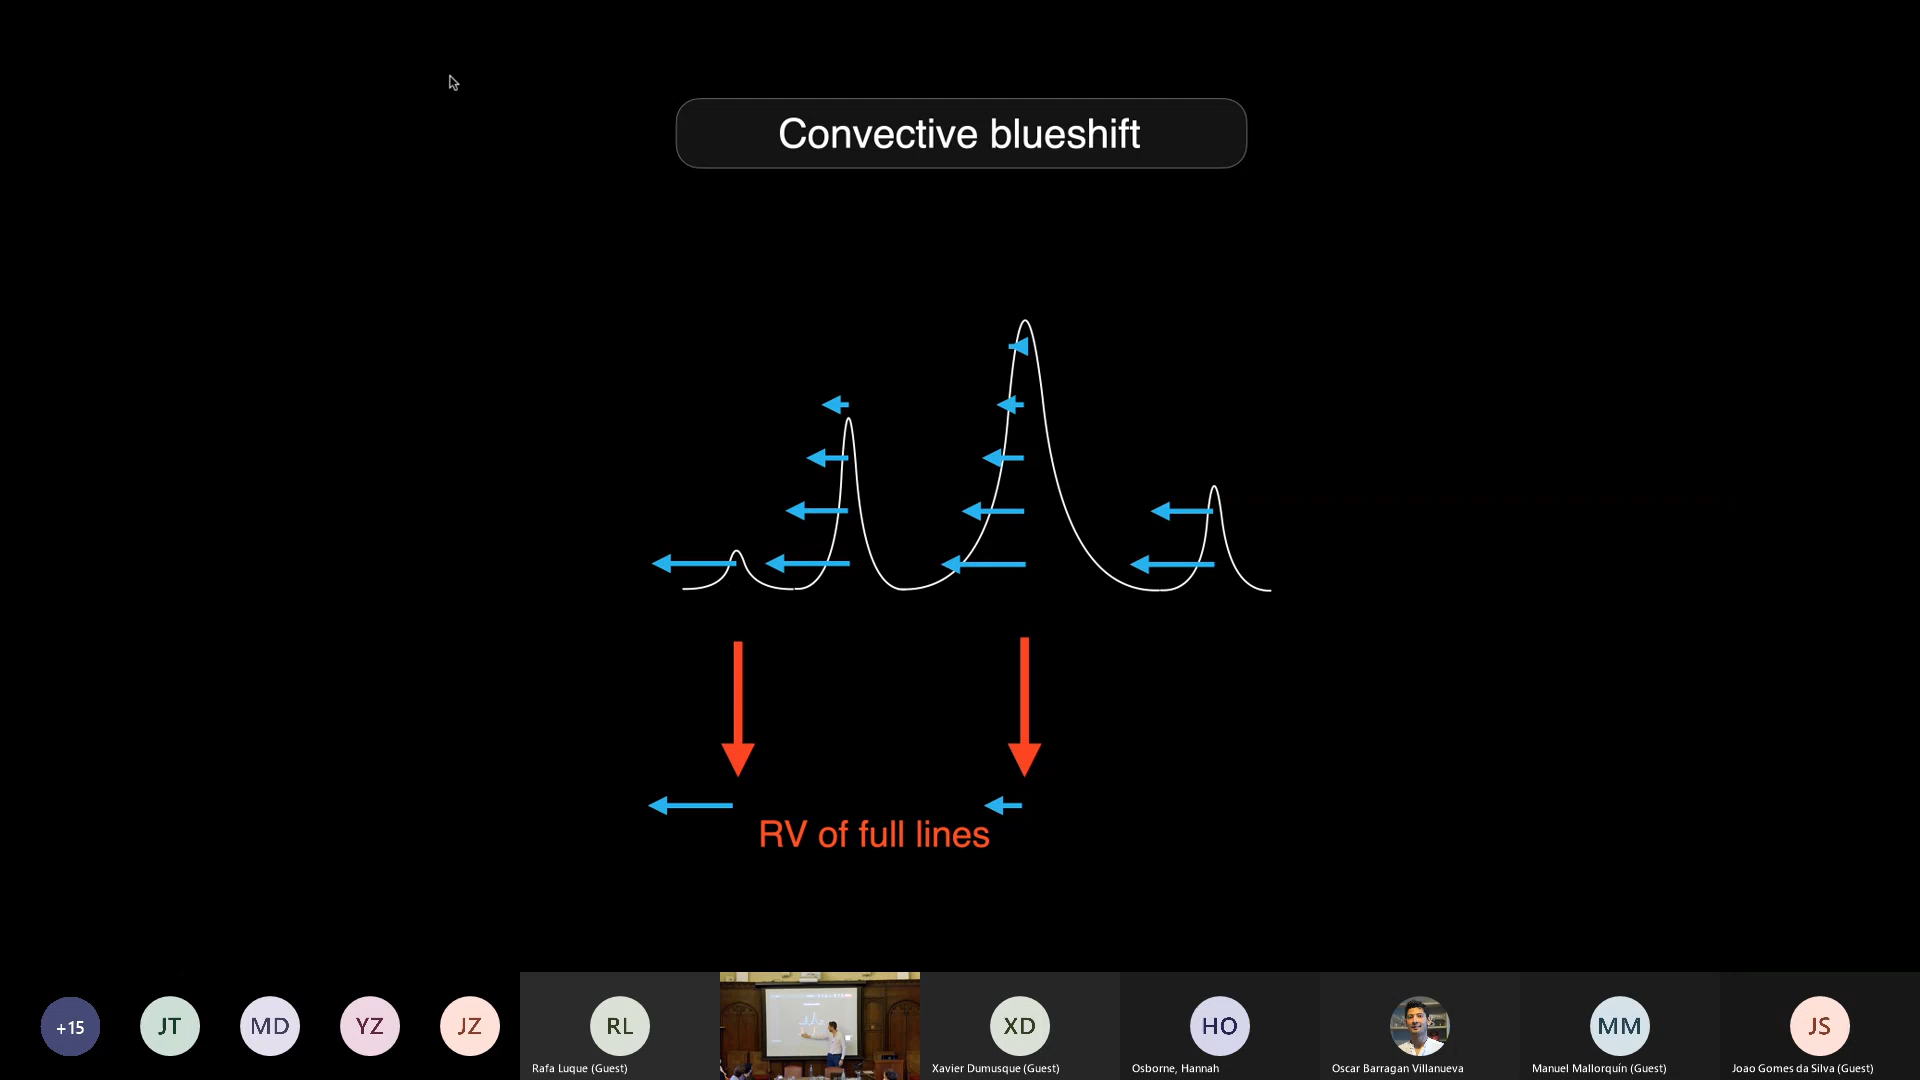 Convective blueshift
RV of full lines
+15
JT
MD
YZ
JZ
RL
XD
HO
MM
JS
Rafa Luque (Guest)
Xavier Dumusque (Guest)
Osborne, Hannah
Oscar Barragan Villanueva
Manuel Mallorquín (Guest)
Joao Gomes da Silva (Guest)